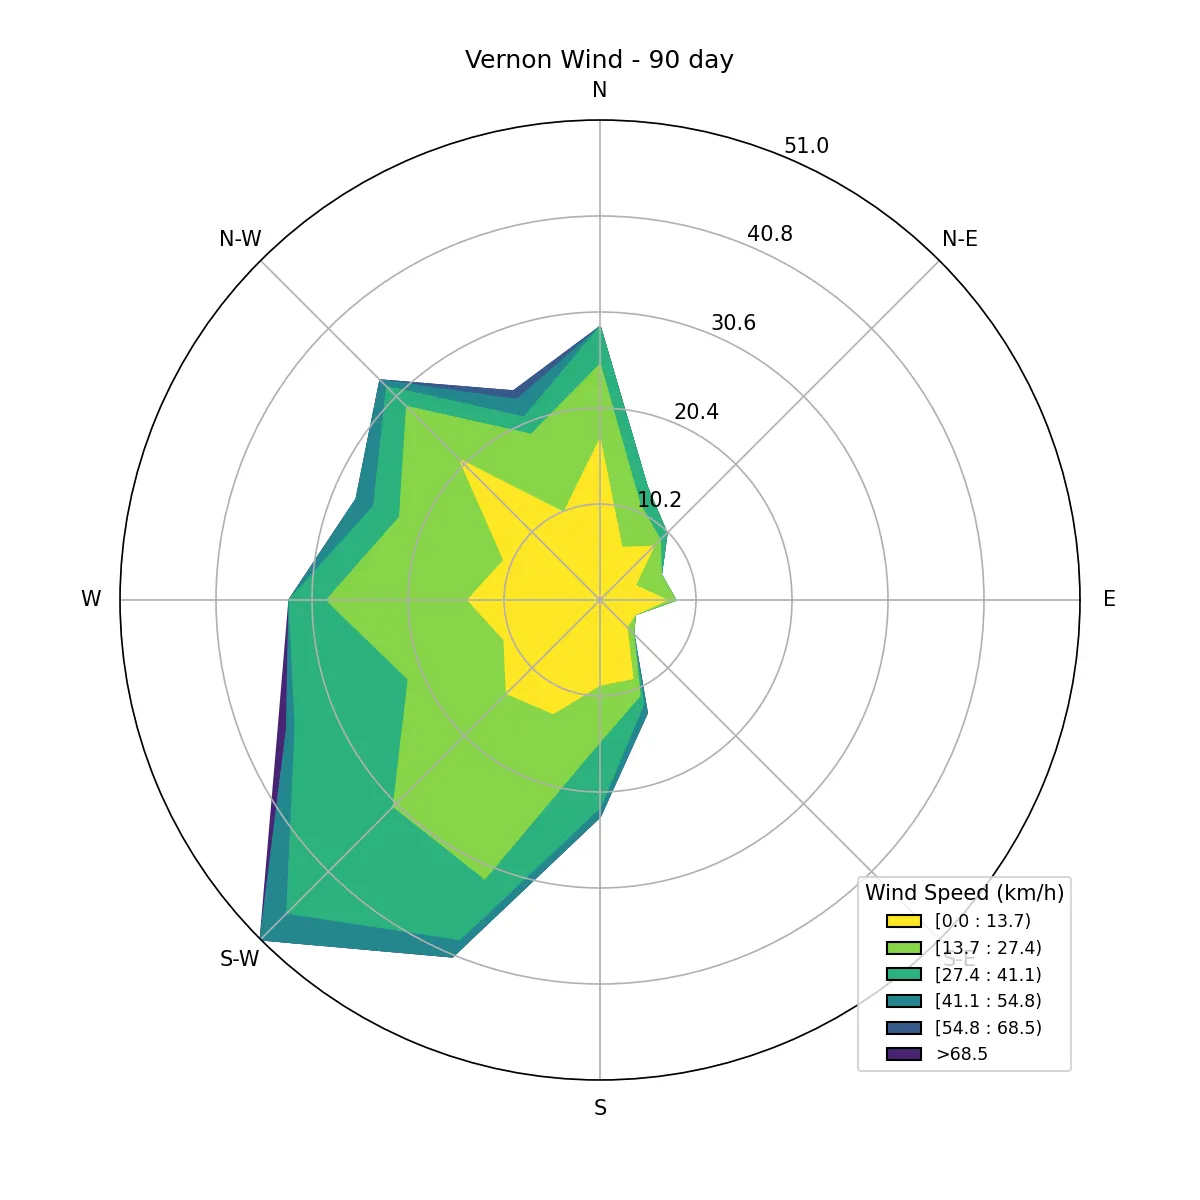 Vernon Wind - 90 day
N
51.0
N-W
40.8
N-E
30.6
20.4
10.2
W
E
S-W
S-E
S
Wind Speed (km/h)
[0.0 : 13.7)
[13.7 : 27.4)
[27.4 : 41.1)
[41.1 : 54.8)
[54.8 : 68.5)
>68.5